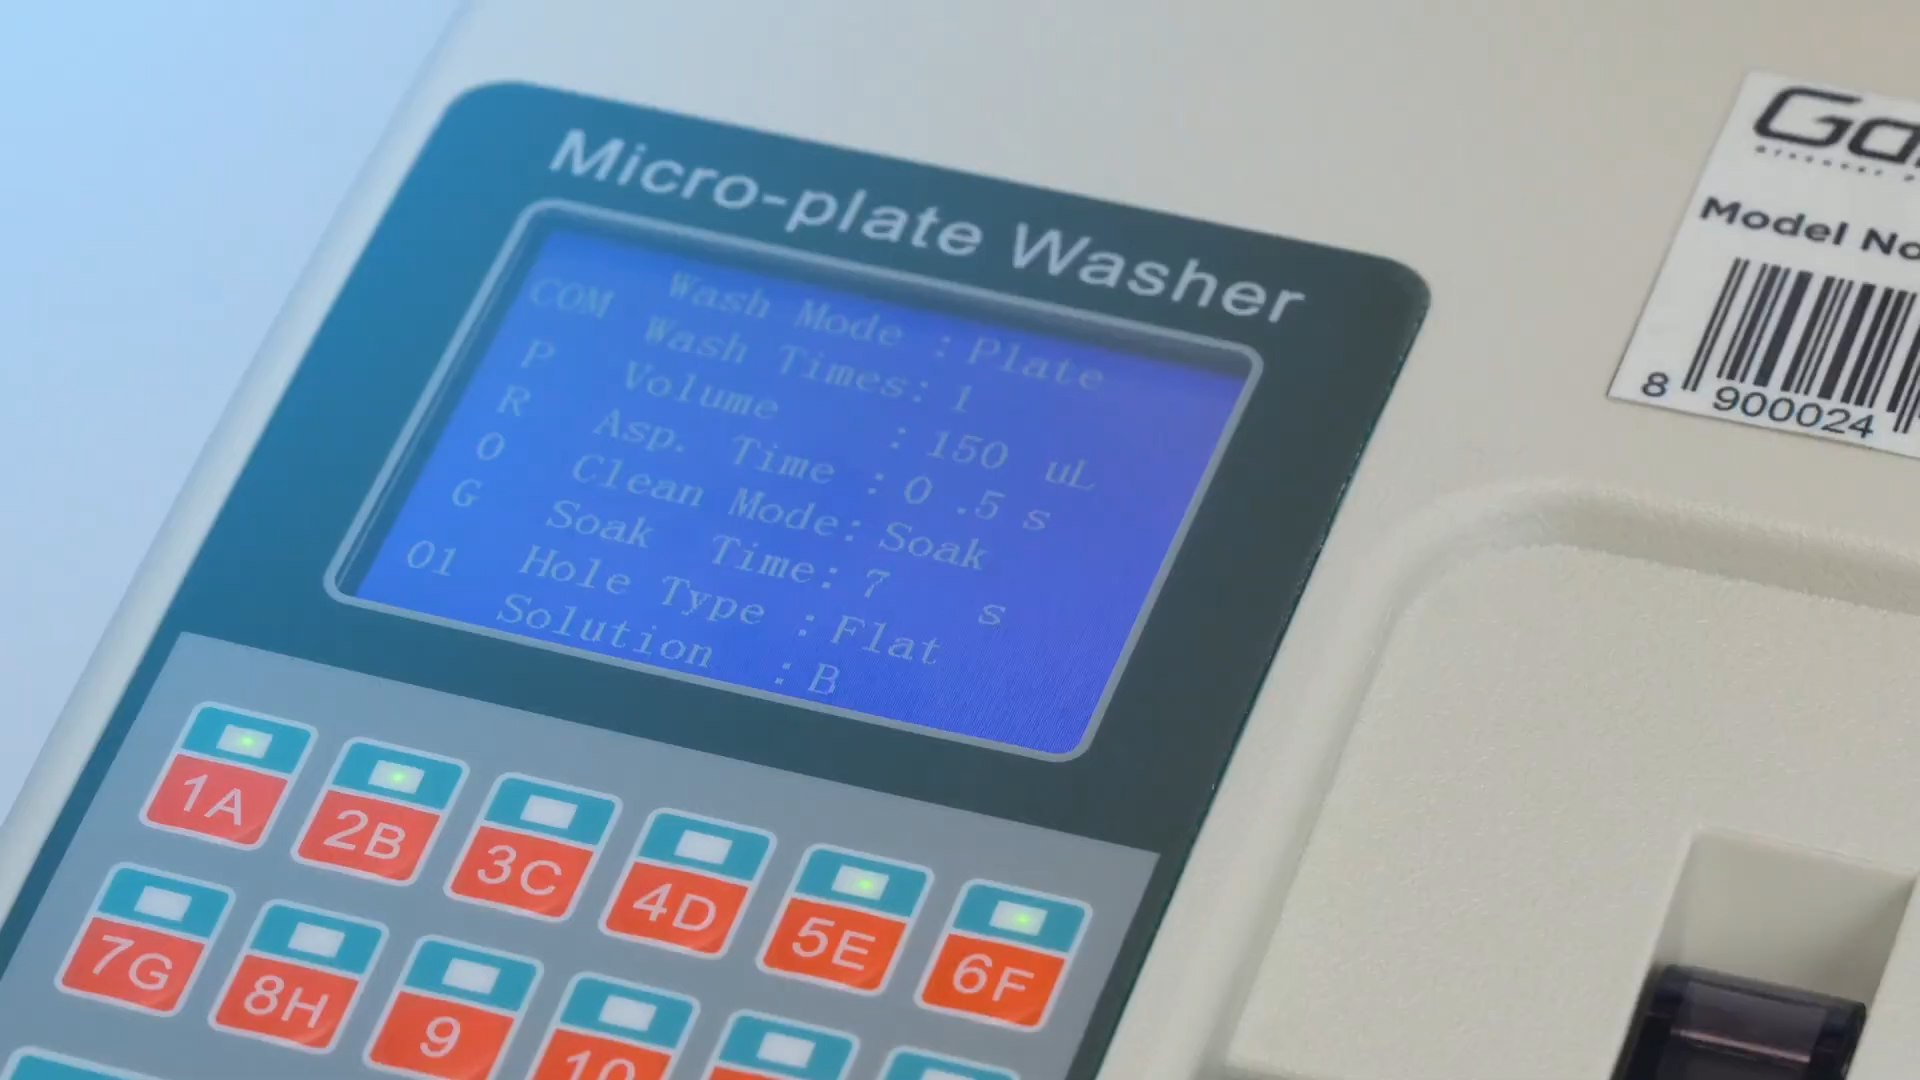 Micro-plate Washer
COM
P
R
O
G
01
Wash Mode : Plate
Wash Times: 1
Volume : 150 uL
Asp. Time : 0 .5 s
Clean Mode: Soak
Soak Time: 7 s
Hole Type : Flat
Solution : B
1A 2B 3C 4D 5E 6F
7G 8H 9 10
Model No
8 900024